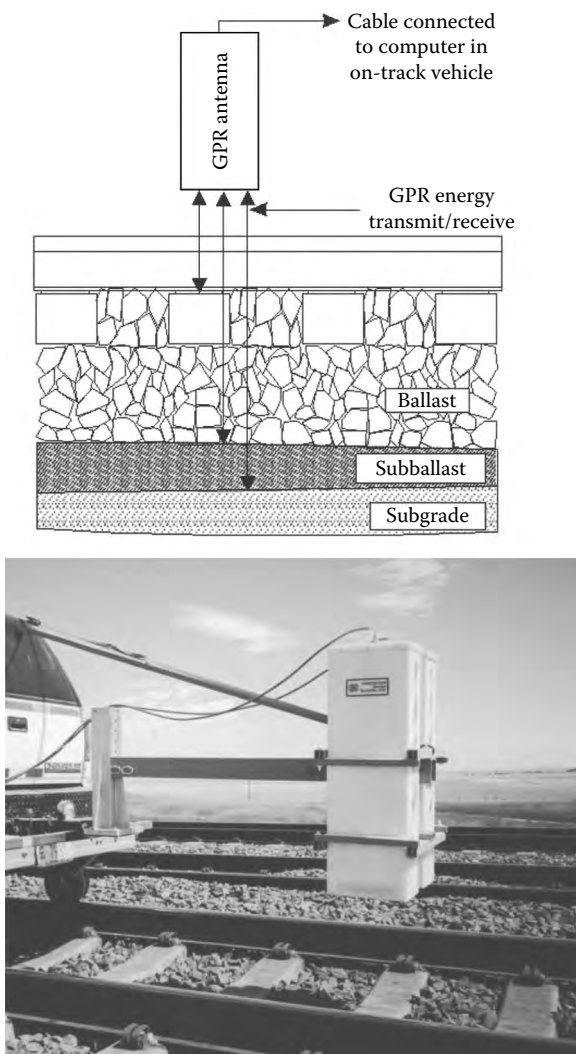 Cable connected
to computer in
on-track vehicle
GPR antenna
GPR energy
transmit/receive
Ballast
Subballast
Subgrade